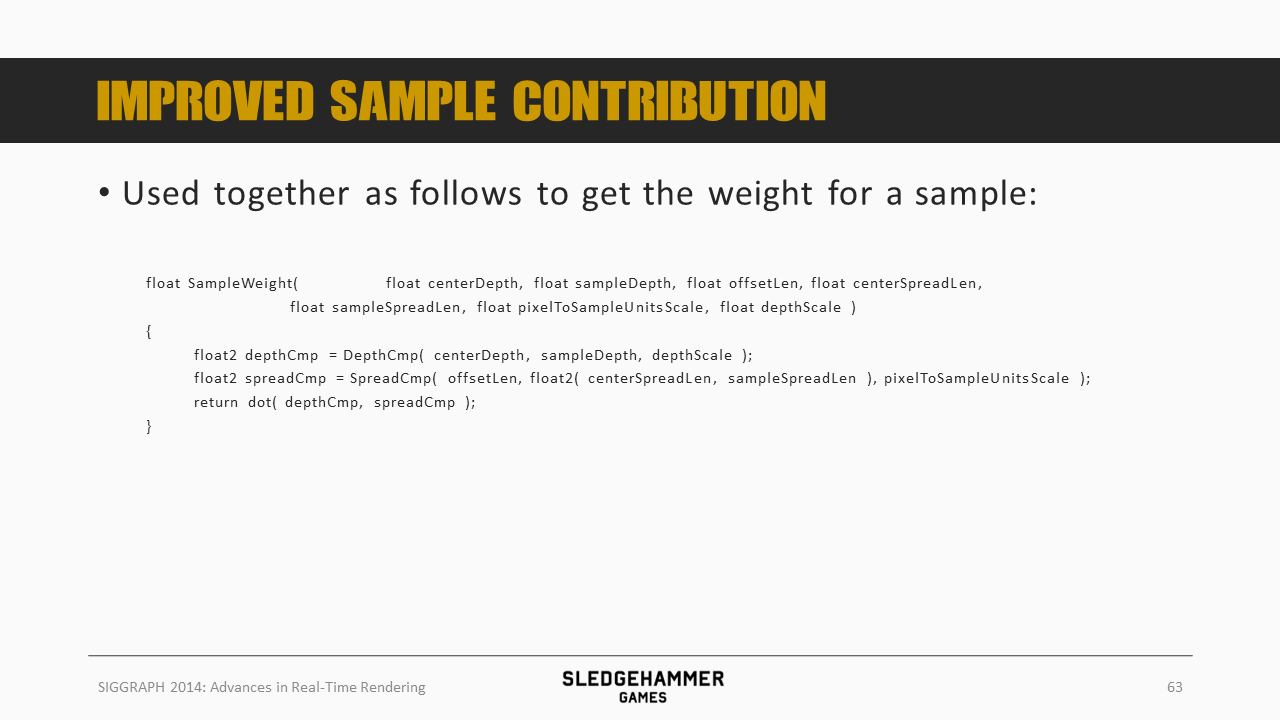 IMPROVED SAMPLE CONTRIBUTION
• Used together as follows to get the weight for a sample:
float SampleWeight( float centerDepth, float sampleDepth, float offsetLen, float centerSpreadLen,
float sampleSpreadLen, float pixelToSampleUnitsScale, float depthScale )
{
float2 depthCmp = DepthCmp( centerDepth, sampleDepth, depthScale );
float2 spreadCmp = SpreadCmp( offsetLen, float2( centerSpreadLen, sampleSpreadLen ), pixelToSampleUnitsScale );
return dot( depthCmp, spreadCmp );
}
SIGGRAPH 2014: Advances in Real-Time Rendering
SLEDGEHAMMER
GAMES
63